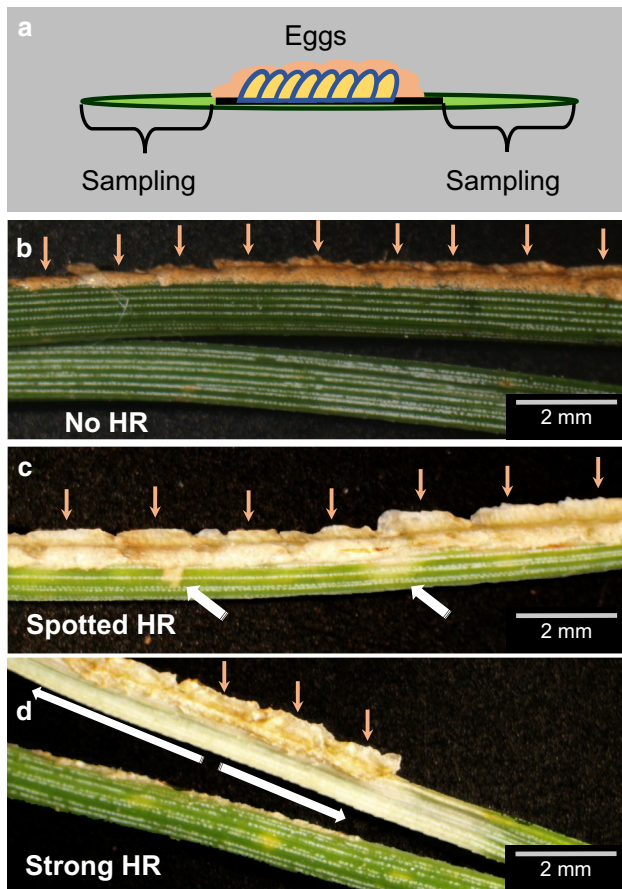 a
Eggs
Sampling
Sampling
b
No HR
2 mm
c
Spotted HR
2 mm
d
Strong HR
2 mm